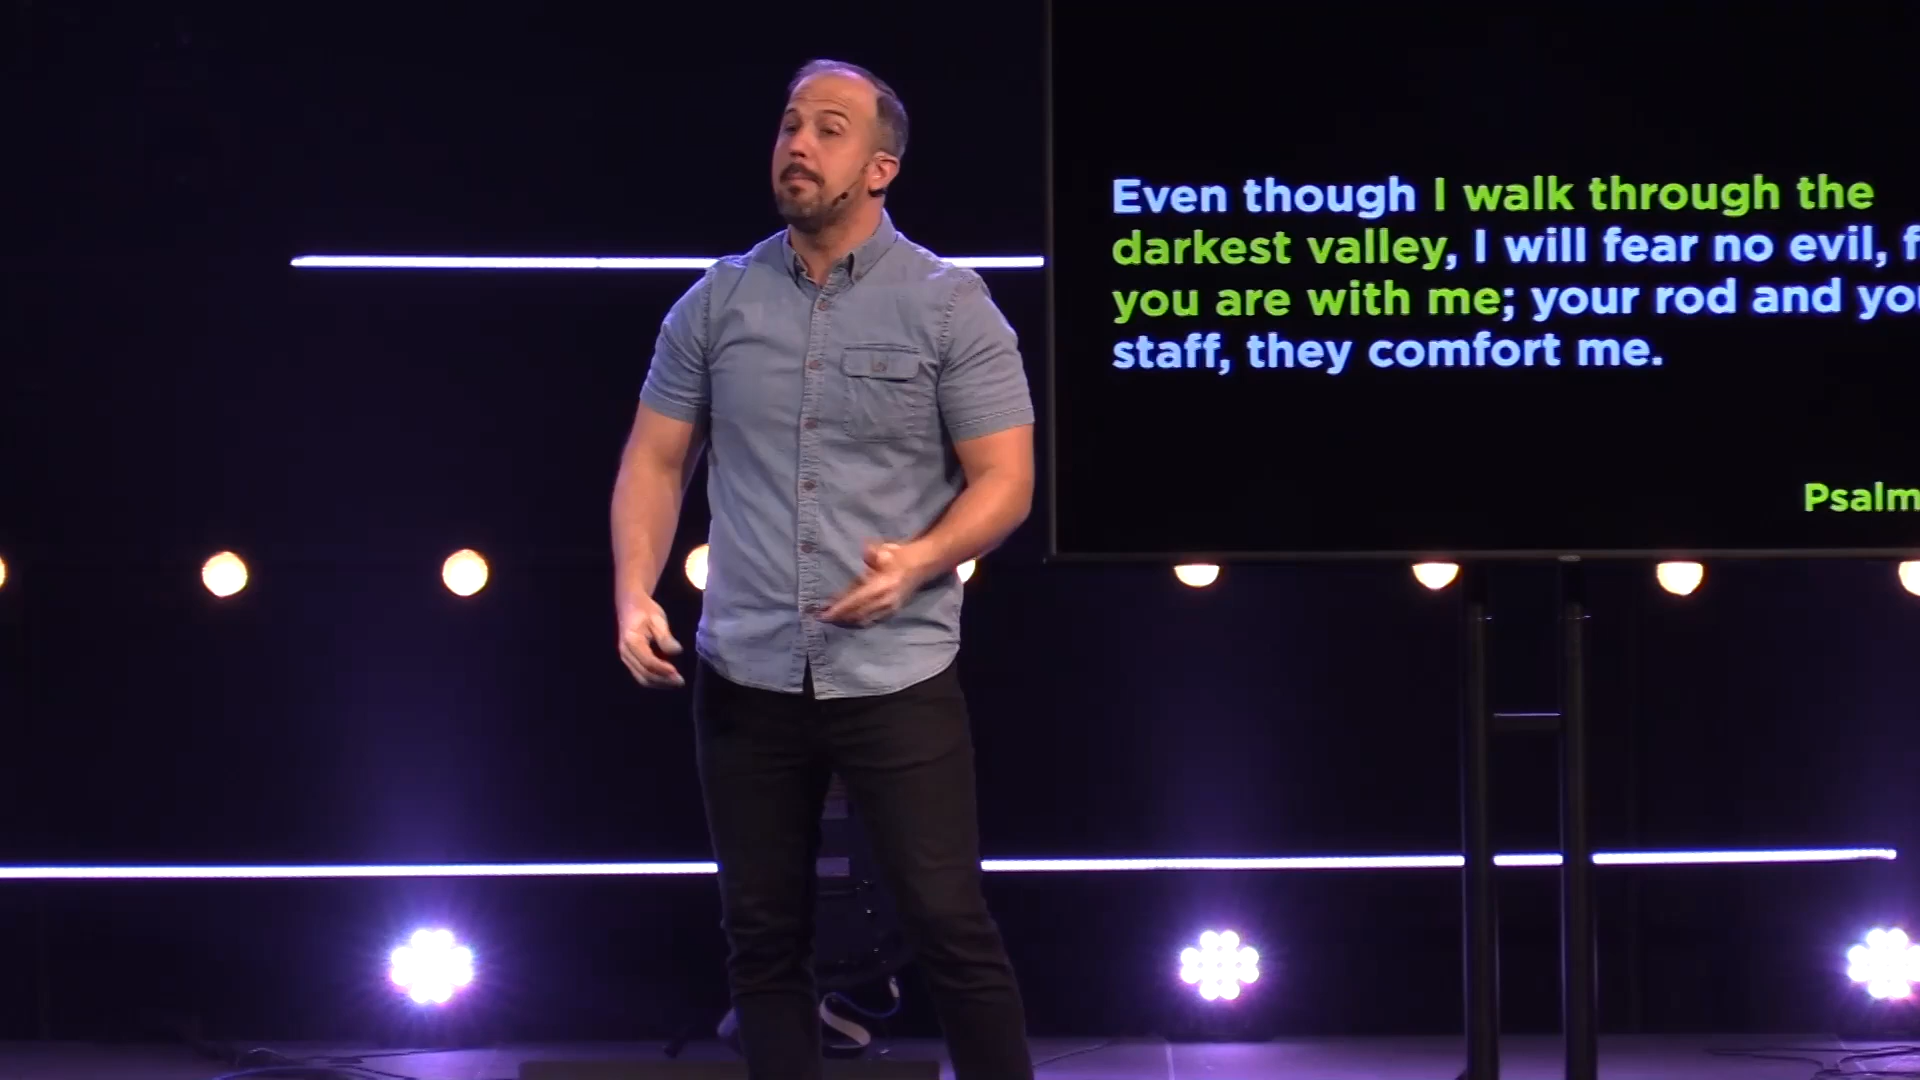 Even though I walk through the
darkest valley, I will fear no evil,
you are with me; your rod and
staff, they comfort me.
Psalm